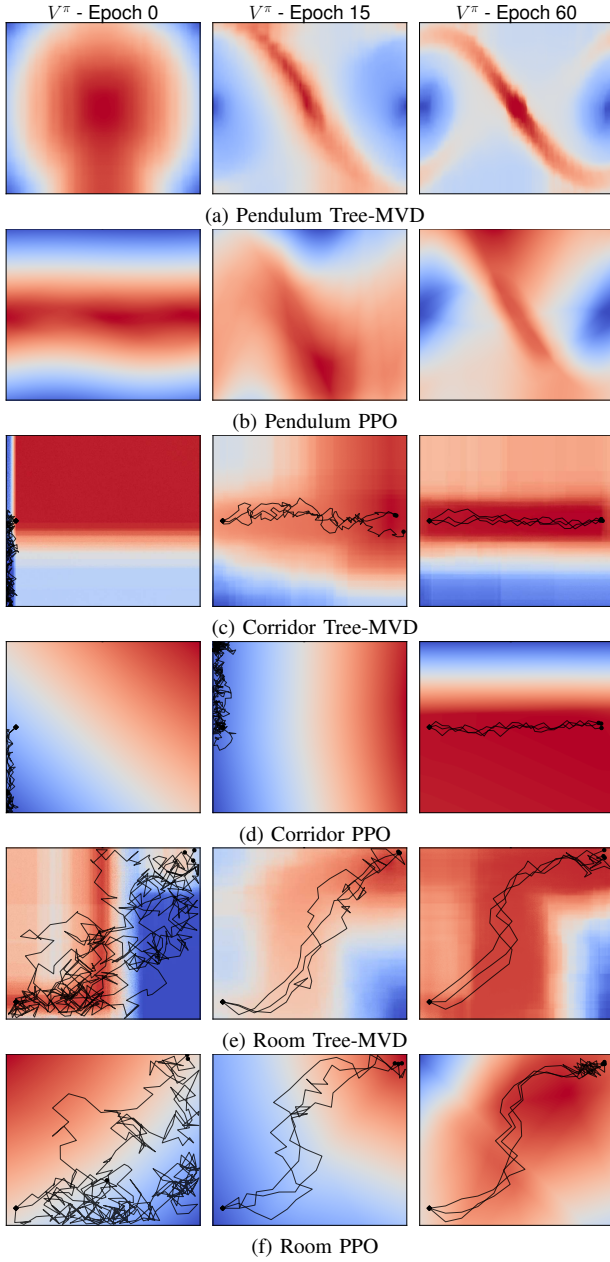 V^π - Epoch 0
V^π - Epoch 15
V^π - Epoch 60
(a) Pendulum Tree-MVD
(b) Pendulum PPO
(c) Corridor Tree-MVD
(d) Corridor PPO
(e) Room Tree-MVD
(f) Room PPO